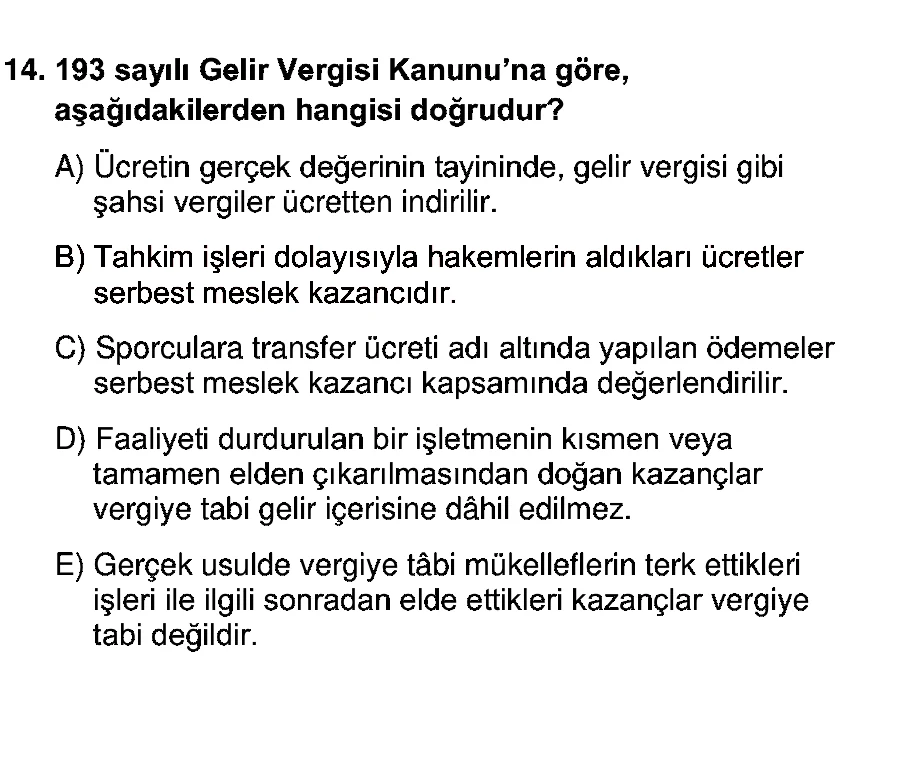 14. 193 sayılı Gelir Vergisi Kanunu’na göre,
aşağıdakilerden hangisi doğrudur?
A) Ücretin gerçek değerinin tayininde, gelir vergisi gibi
şahsi vergiler ücretten indirilir.
B) Tahkim işleri dolayısıyla hakemlerin aldıkları ücretler
serbest meslek kazancıdır.
C) Sporculara transfer ücreti adı altında yapılan ödemeler
serbest meslek kazancı kapsamında değerlendirilir.
D) Faaliyeti durdurulan bir işletmenin kısmen veya
tamamen elden çıkarılmasından doğan kazançlar
vergiye tabi gelir içerisine dâhil edilmez.
E) Gerçek usulde vergiye tâbi mükelleflerin terk ettikleri
işleri ile ilgili sonradan elde ettikleri kazançlar vergiye
tabi değildir.